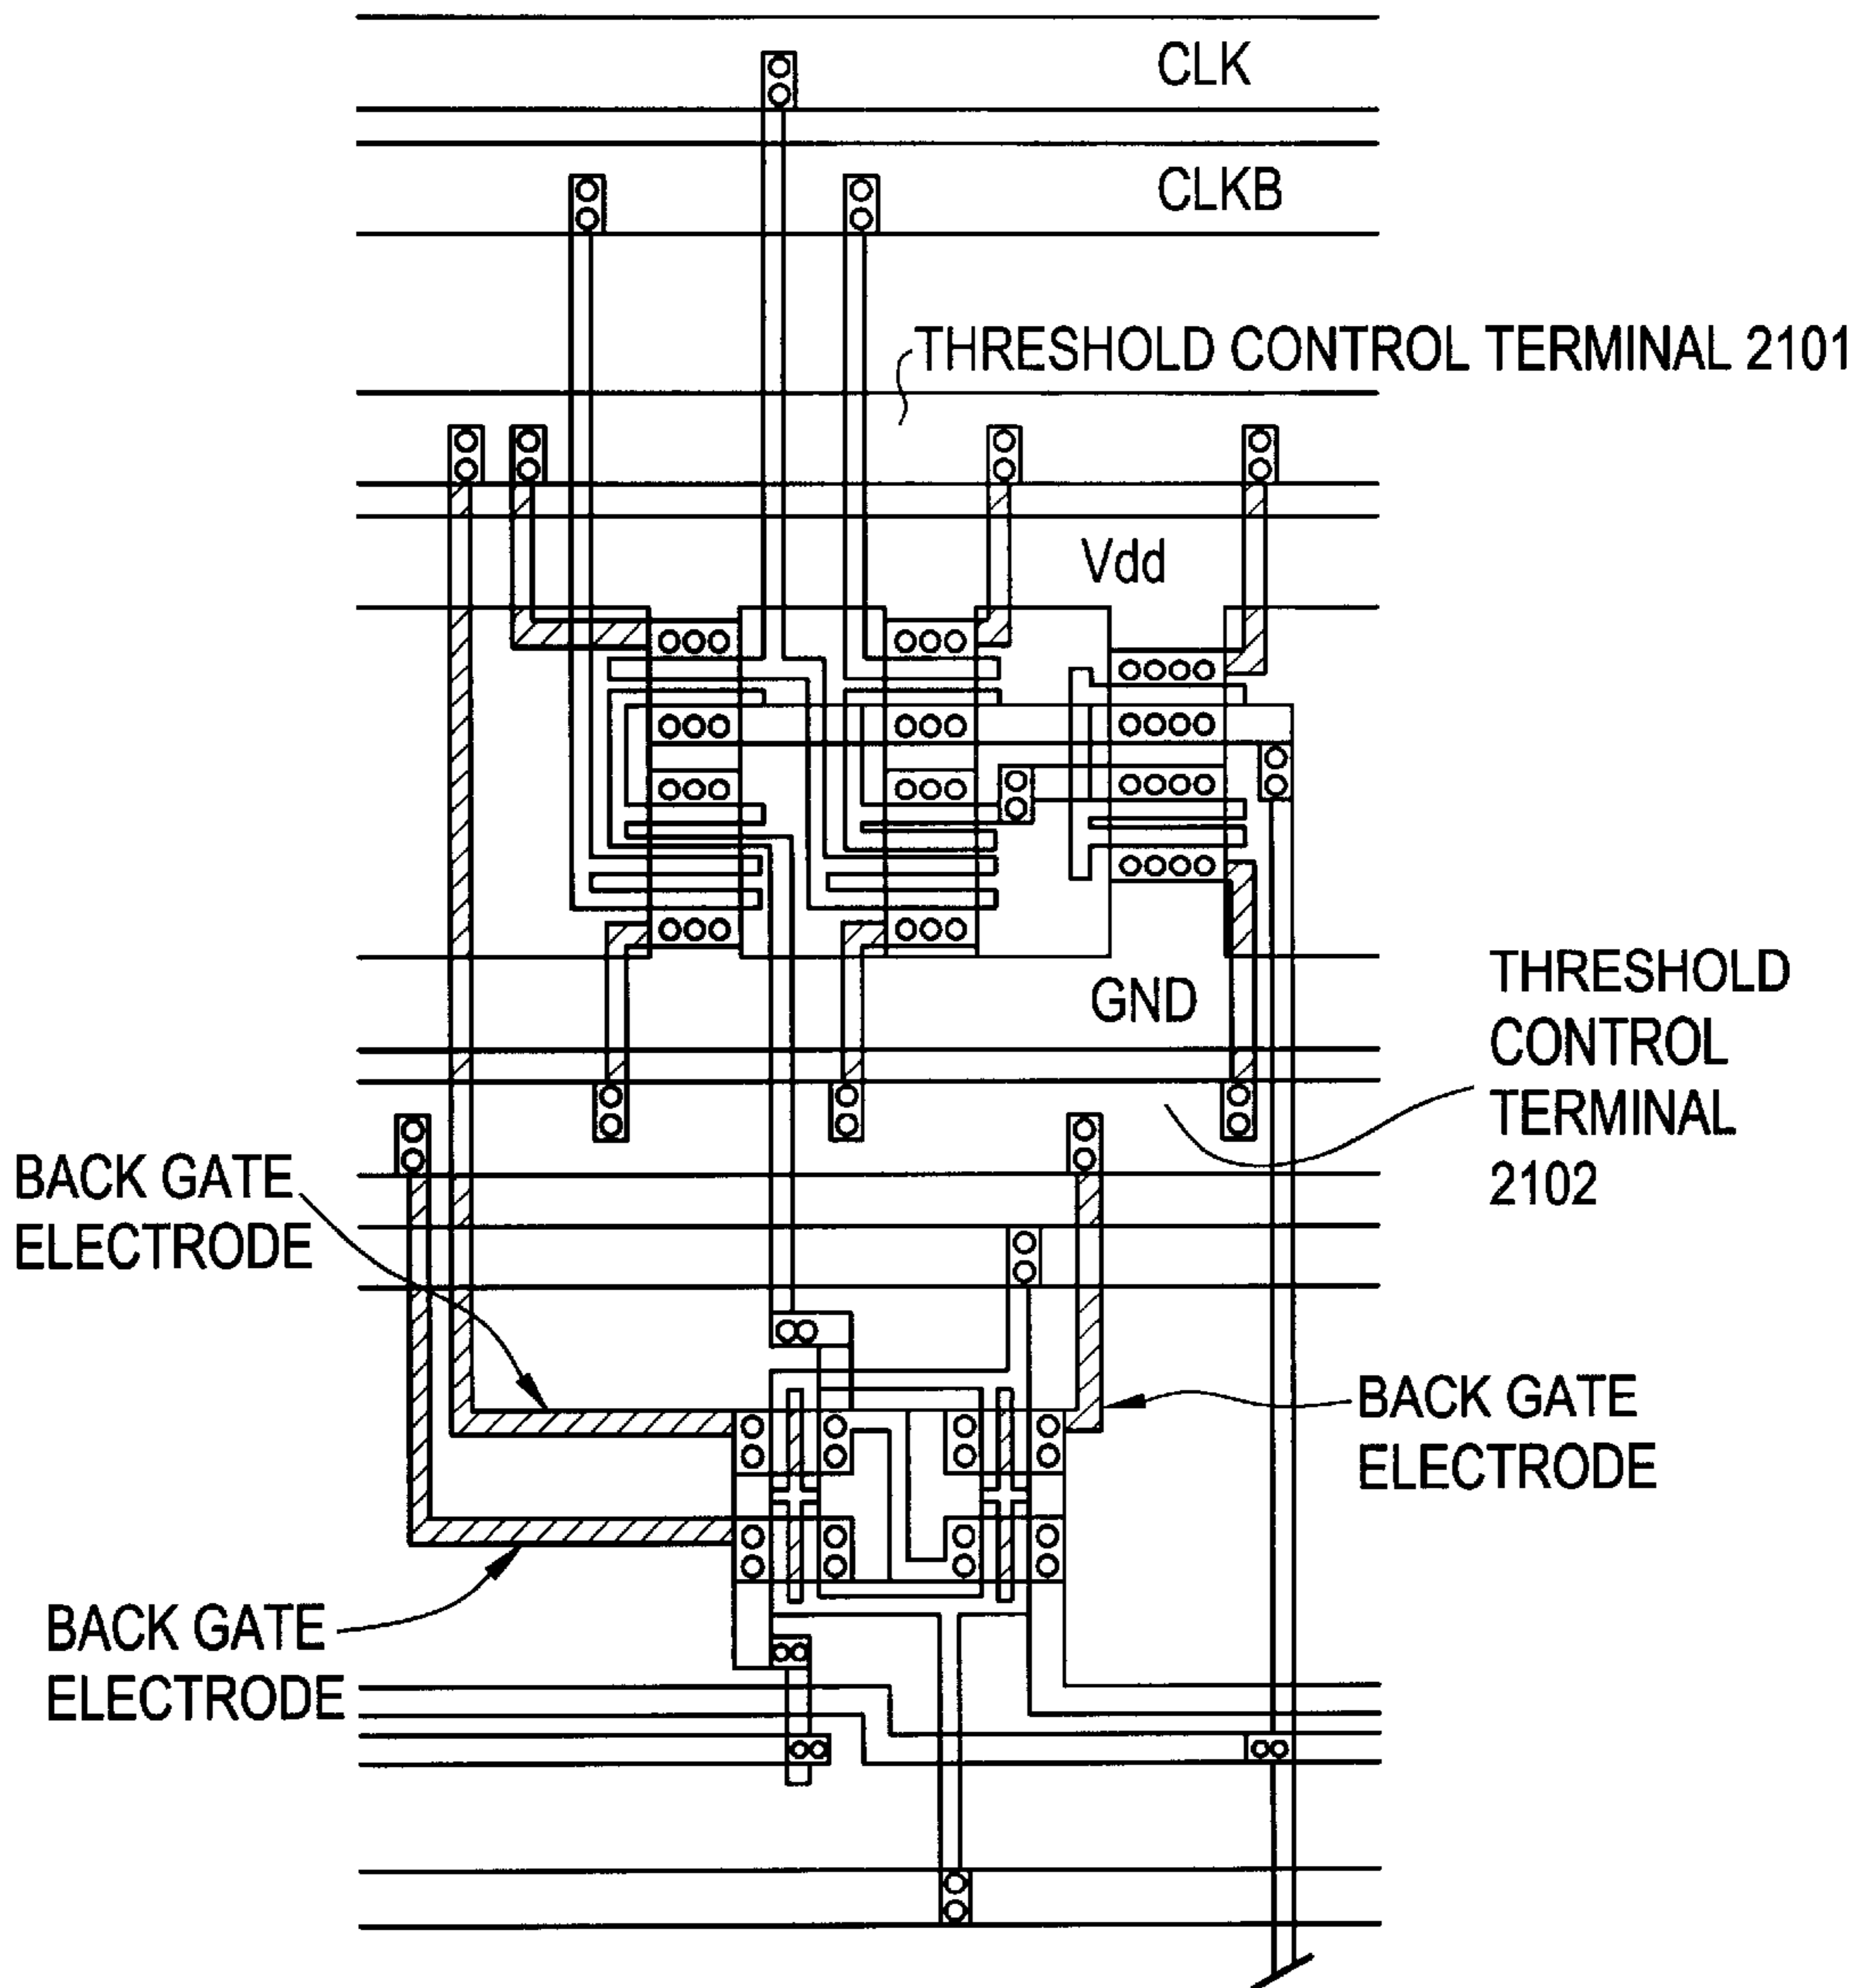 CLK
CLKB
THRESHOLD CONTROL TERMINAL 2101
Vdd
GND
THRESHOLD
CONTROL
TERMINAL
2102
BACK GATE
ELECTRODE
BACK GATE
ELECTRODE
BACK GATE
ELECTRODE